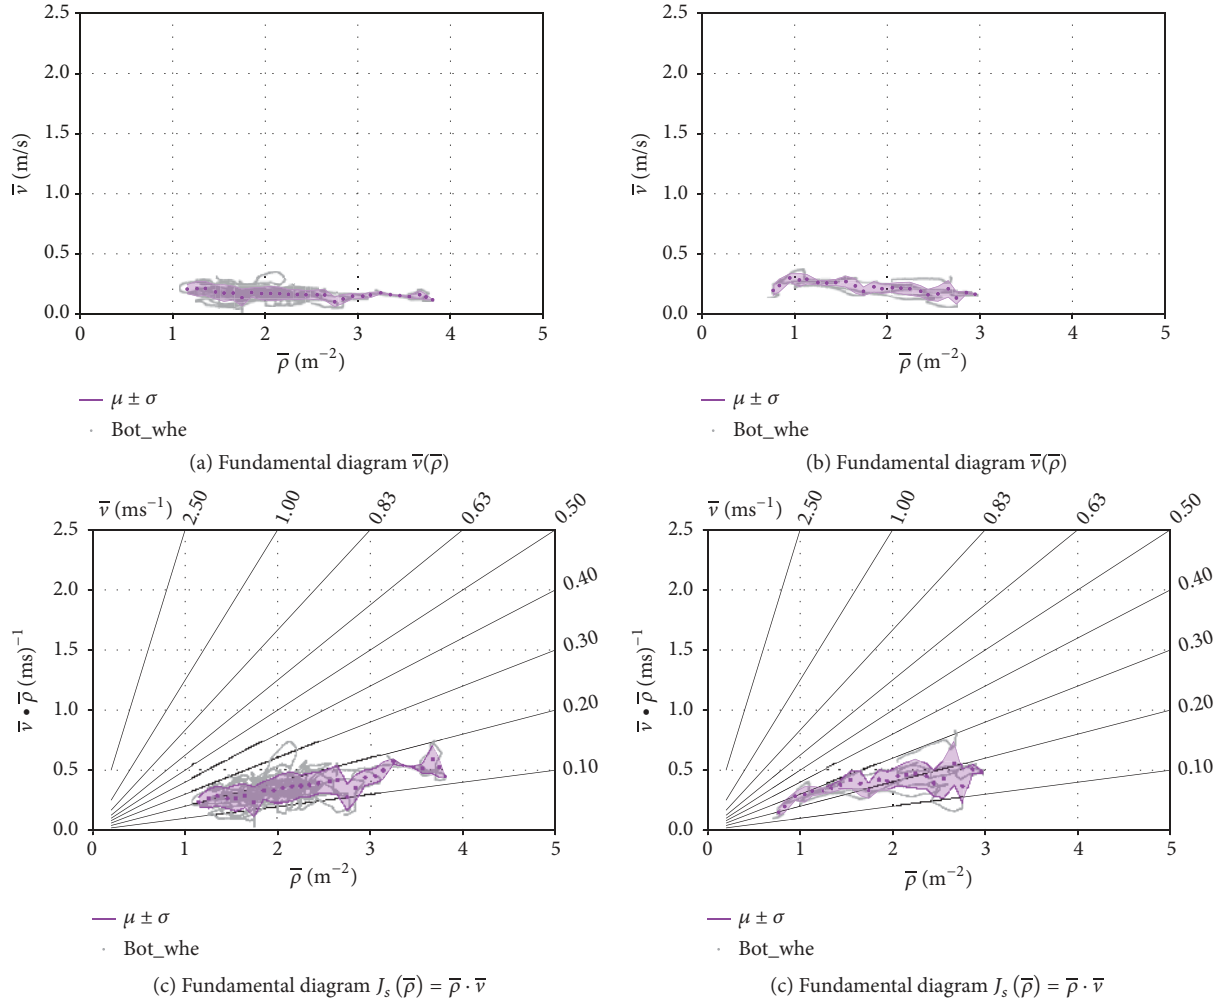 2.5
2.0
1.5
1.0
0.5
0.0
v̅ (m/s)
0 1 2 3 4 5
ρ̅ (m⁻²)
μ ± σ
Bot_whe
(a) Fundamental diagram v̅(ρ̅)
2.5
2.0
1.5
1.0
0.5
0.0
v̅ (m/s)
0 1 2 3 4 5
ρ̅ (m⁻²)
μ ± σ
Bot_whe
(b) Fundamental diagram v̅(ρ̅)
v̅ (ms⁻¹) 2.50 1.00 0.83 0.63 0.50
0.40
0.30
0.20
0.10
2.5
2.0
1.5
1.0
0.5
0.0
v̅ • ρ̅ (ms)⁻¹
0 1 2 3 4 5
ρ̅ (m⁻²)
μ ± σ
Bot_whe
(c) Fundamental diagram Jₛ (ρ̅) = ρ̅ · v̅
v̅ (ms⁻¹) 2.50 1.00 0.83 0.63 0.50
0.40
0.30
0.20
0.10
2.5
2.0
1.5
1.0
0.5
0.0
v̅ • ρ̅ (ms)⁻¹
0 1 2 3 4 5
ρ̅ (m⁻²)
μ ± σ
Bot_whe
(c) Fundamental diagram Jₛ (ρ̅) = ρ̅ · v̅